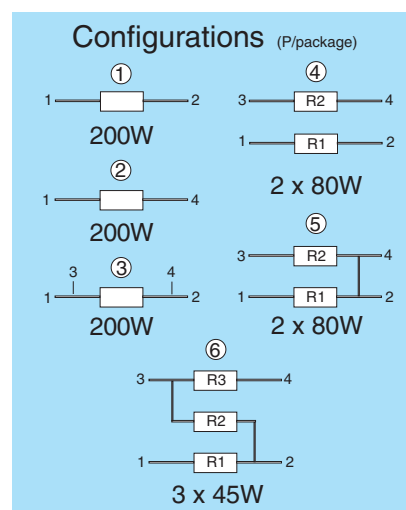 Configurations (P/package)
①
1 2
200W
②
1 4
200W
③
3 4
1 2
200W
④
3 R2 4
1 R1 2
2 x 80W
⑤
3 R2 4
1 R1 2
2 x 80W
⑥
3 R3 4
R2
1 R1 2
3 x 45W